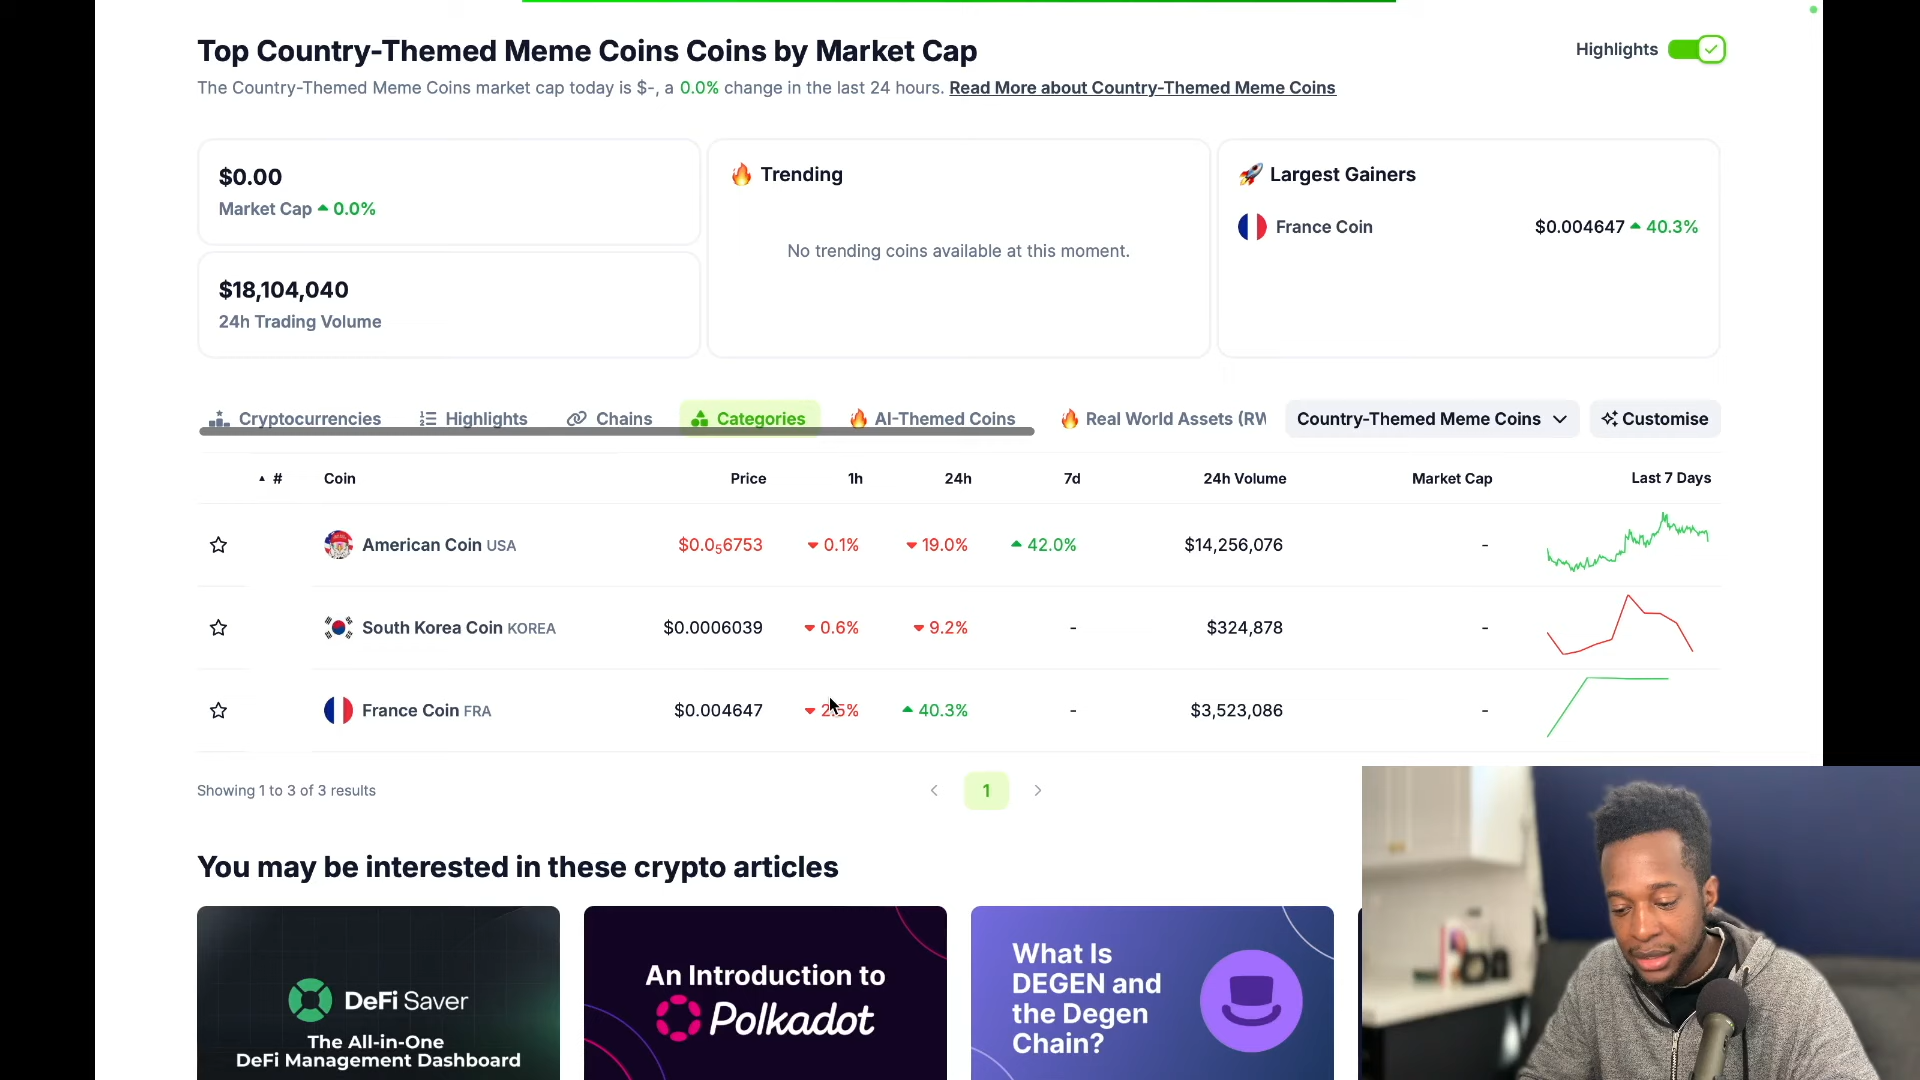 Top Country-Themed Meme Coins Coins by Market Cap
Highlights
The Country-Themed Meme Coins market cap today is $-, a 0.0% change in the last 24 hours. Read More about Country-Themed Meme Coins
$0.00
Market Cap 0.0%
$18,104,040
24h Trading Volume
Trending
No trending coins available at this moment.
Largest Gainers
France Coin $0.004647 40.3%
Cryptocurrencies Highlights Chains Categories AI-Themed Coins Real World Assets (RW Country-Themed Meme Coins Customise
# Coin Price 1h 24h 7d 24h Volume Market Cap Last 7 Days
American Coin USA $0.0₅6753 0.1% 19.0% 42.0% $14,256,076 -
South Korea Coin KOREA $0.0006039 0.6% 9.2% - $324,878 -
France Coin FRA $0.004647 2.5% 40.3% - $3,523,086 -
Showing 1 to 3 of 3 results
1
You may be interested in these crypto articles
DeFi Saver
The All-in-One
DeFi Management Dashboard
An Introduction to
Polkadot
What Is
DEGEN and
the Degen
Chain?